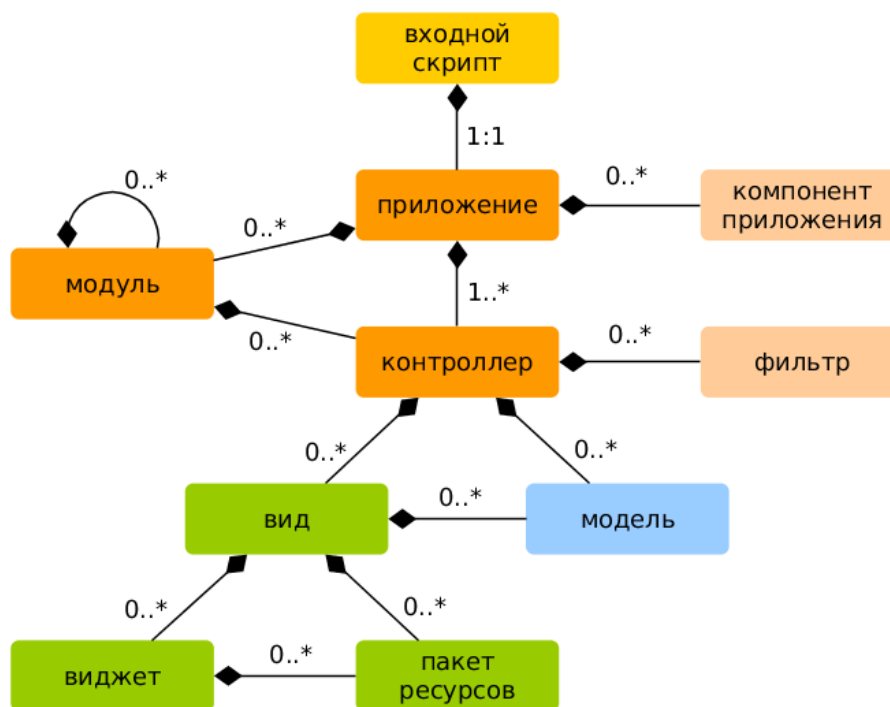 входной
скрипт
1:1
0..*
приложение
0..*
компонент
приложения
0..*
модуль
1..*
0..*
контроллер
0..*
фильтр
0..*
0..*
вид
0..*
модель
0..*
0..*
виджет
0..*
пакет
ресурсов